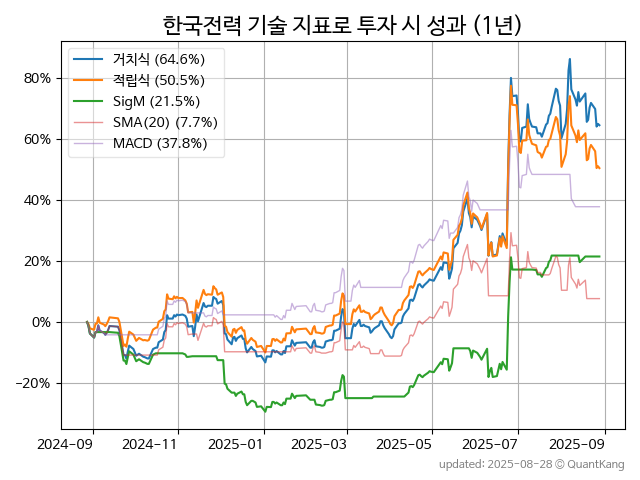 한국전력 기술 지표로 투자 시 성과 (1년)
거치식 (64.6%)
적립식 (50.5%)
SigM (21.5%)
SMA(20) (7.7%)
MACD (37.8%)
80%
60%
40%
20%
0%
−20%
2024-09 2024-11 2025-01 2025-03 2025-05 2025-07 2025-09
updated: 2025-08-28 © QuantKang